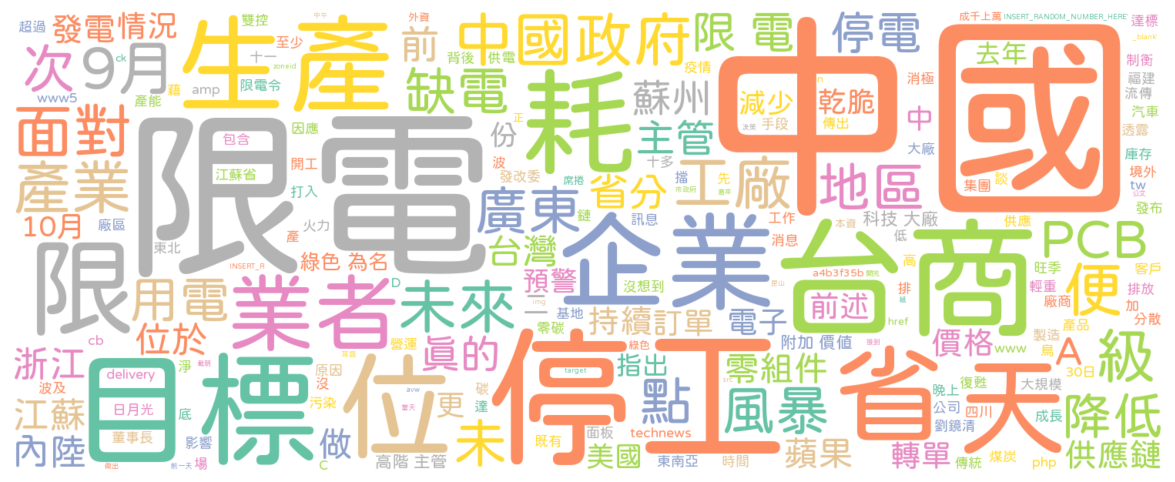 超過
發電
情況
雙控
至少
外資
前
中國政府
限 電
停電
成千上萬
INSERT_RANDOM_NUMBER_HERE
達標
_blank
次
9月
ck
十一
生產
背後
供電
疫情
去年
制衡
福建
流傳
www5
產能
藉
amp
限電令
zoneid
缺電
耗
蘇州
減少
乾脆
手段
傳出
消極
中國
汽車
透露
面對
因應
包含
份
正
主管
十多
中
大廠
庫存
境外
tw
產業
江蘇省
開工
打入
波
發改委
席捲
省分
工廠
擋
先
地區
集團
談
發布
10月
廠區
產
火力
東北
限電
廣東
鏈
訊息
工作
消息
本資
科技 大廠
低
供應
綠色 為名
INSERT_R
台灣
企業
台商
PCB
限
用電
業者
D
未來
預警
二
沒想到
img
基地
零碳
持續
訂單
電子
a4b3f35b
前述
href
高
排
旺季
輕重
廠商
便
客戶
排放
加
分散
位於
cb
浙江
波及
delivery
日月光
董事長
淨
底
影響
場
目標
原因
沒
污染
做
C
營運
真的
碳
達
更
位
高階 主管
avw
未
停工
綠色
指出
target
點
technews
面板
既有
美國
東南亞
零組件
風暴
時間
附加 價值
蘋果
價格
www
製造
鳥
產品
A
級
30日
省
天
晚上
復甦
公司
四川
劉鏡清
大規模
成長
降低
轉單
傳統
煤炭
php
供應鏈
江蘇
內陸